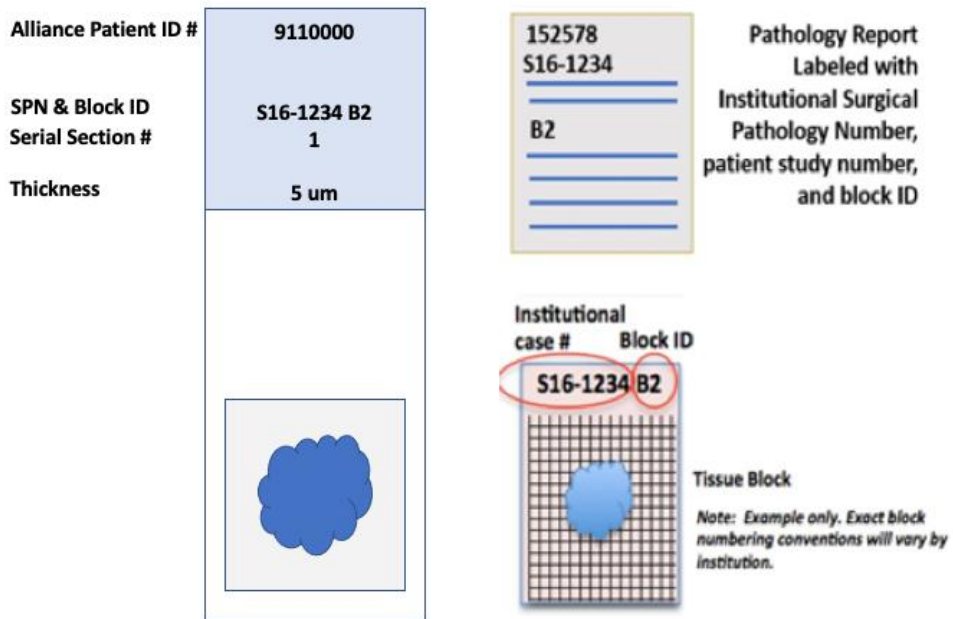 Alliance Patient ID # 9110000
SPN & Block ID S16-1234 B2
Serial Section # 1
Thickness 5 um
152578
S16-1234
B2
Pathology Report
Labeled with
Institutional Surgical
Pathology Number,
patient study number,
and block ID
Institutional
case # Block ID
S16-1234 B2
Tissue Block
Note: Example only. Exact block
numbering conventions will vary by
institution.